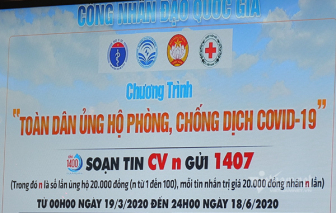 CỔNG NHÂN ĐẠO QUỐC GIA
Chương Trình
"TOÀN DÂN ỦNG HỘ PHÒNG, CHỐNG DỊCH COVID-19"
1400 SOẠN TIN CV n GỬI 1407
(Trong đó n là số lần ủng hộ 20.000 đồng (n từ 1 đến 100), mỗi tin nhắn trị giá 20.000 đồng nhân n lần)
TỪ 00H00 NGÀY 19/3/2020 ĐẾN 24H00 NGÀY 18/6/2020